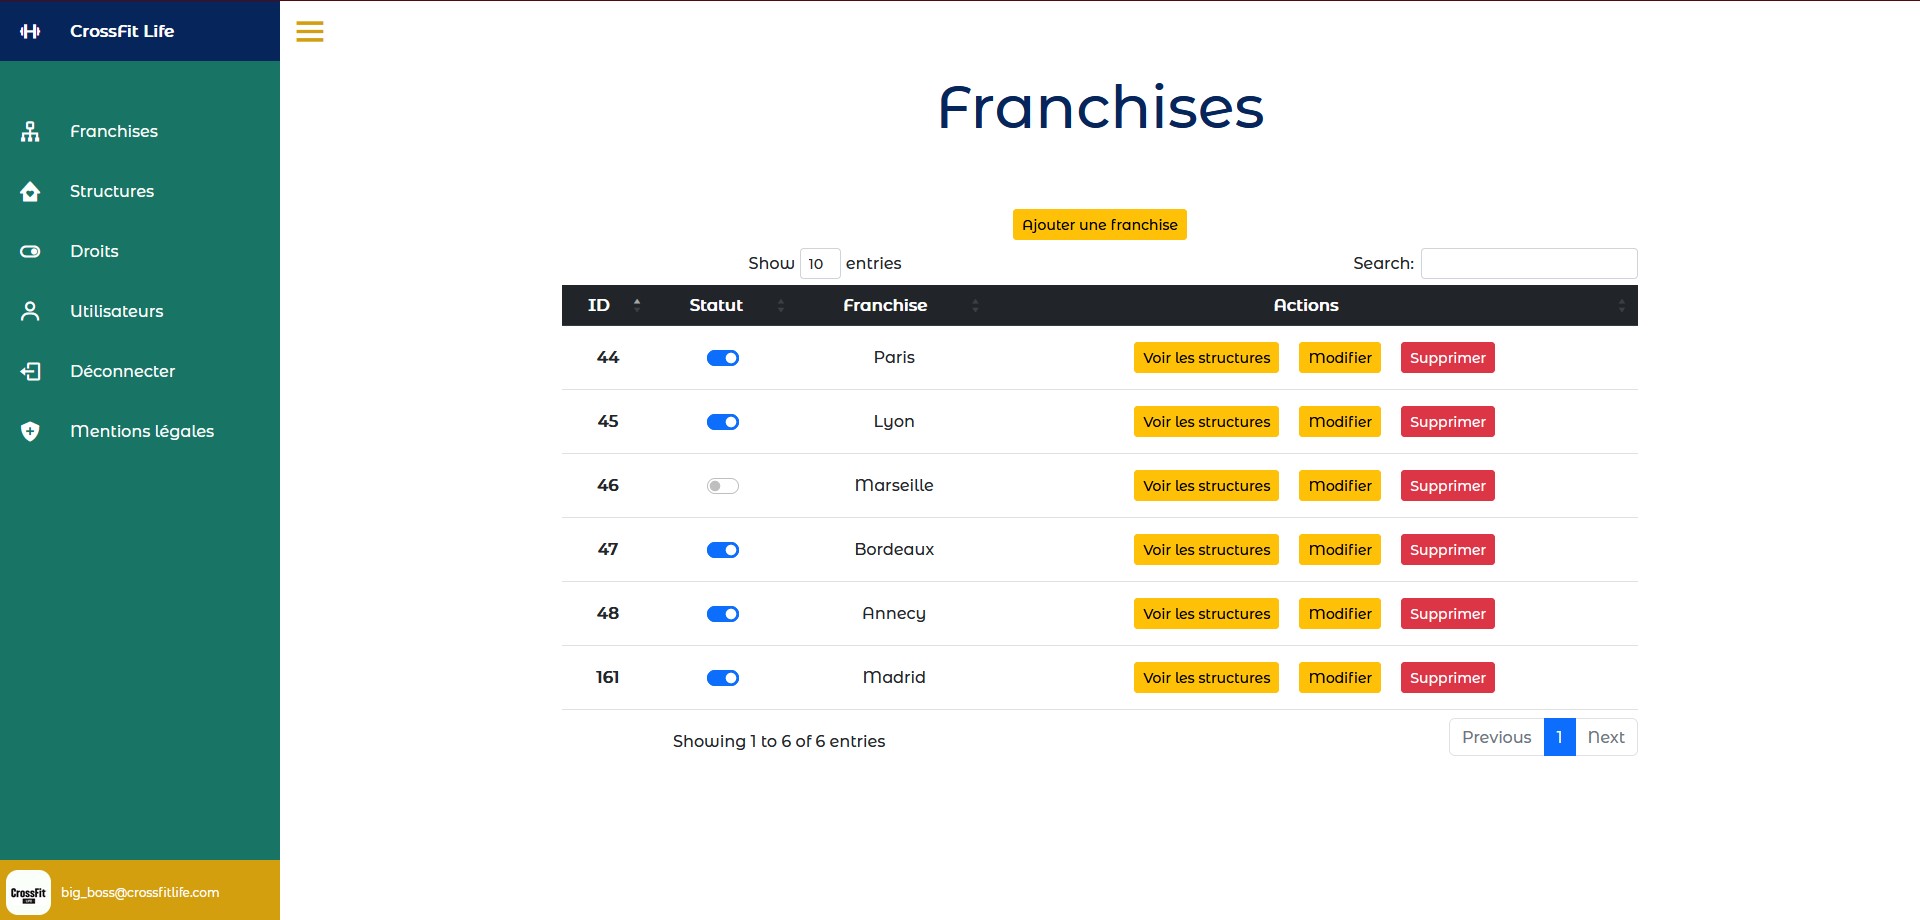 CrossFit Life
Franchises
Structures
Droits
Utilisateurs
Déconnecter
Mentions légales
CrossFit
big_boss@crossfitlife.com
Franchises
Ajouter une franchise
Show 10 entries Search:
ID Statut Franchise Actions
44 Paris Voir les structures Modifier Supprimer
45 Lyon Voir les structures Modifier Supprimer
46 Marseille Voir les structures Modifier Supprimer
47 Bordeaux Voir les structures Modifier Supprimer
48 Annecy Voir les structures Modifier Supprimer
161 Madrid Voir les structures Modifier Supprimer
Showing 1 to 6 of 6 entries Previous 1 Next